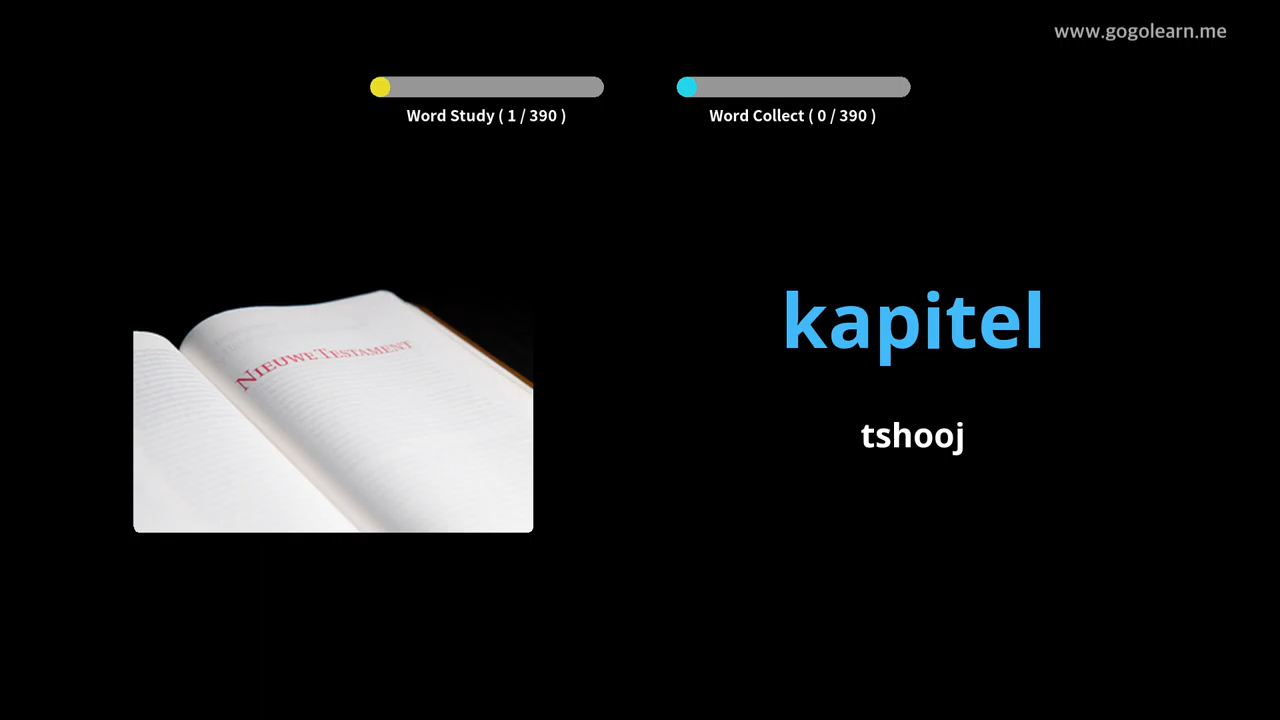 www.gogolearn.me
Word Study ( 1 / 390 )
Word Collect ( 0 / 390 )
NIEUWE TESTAMENT
kapitel
tshooj